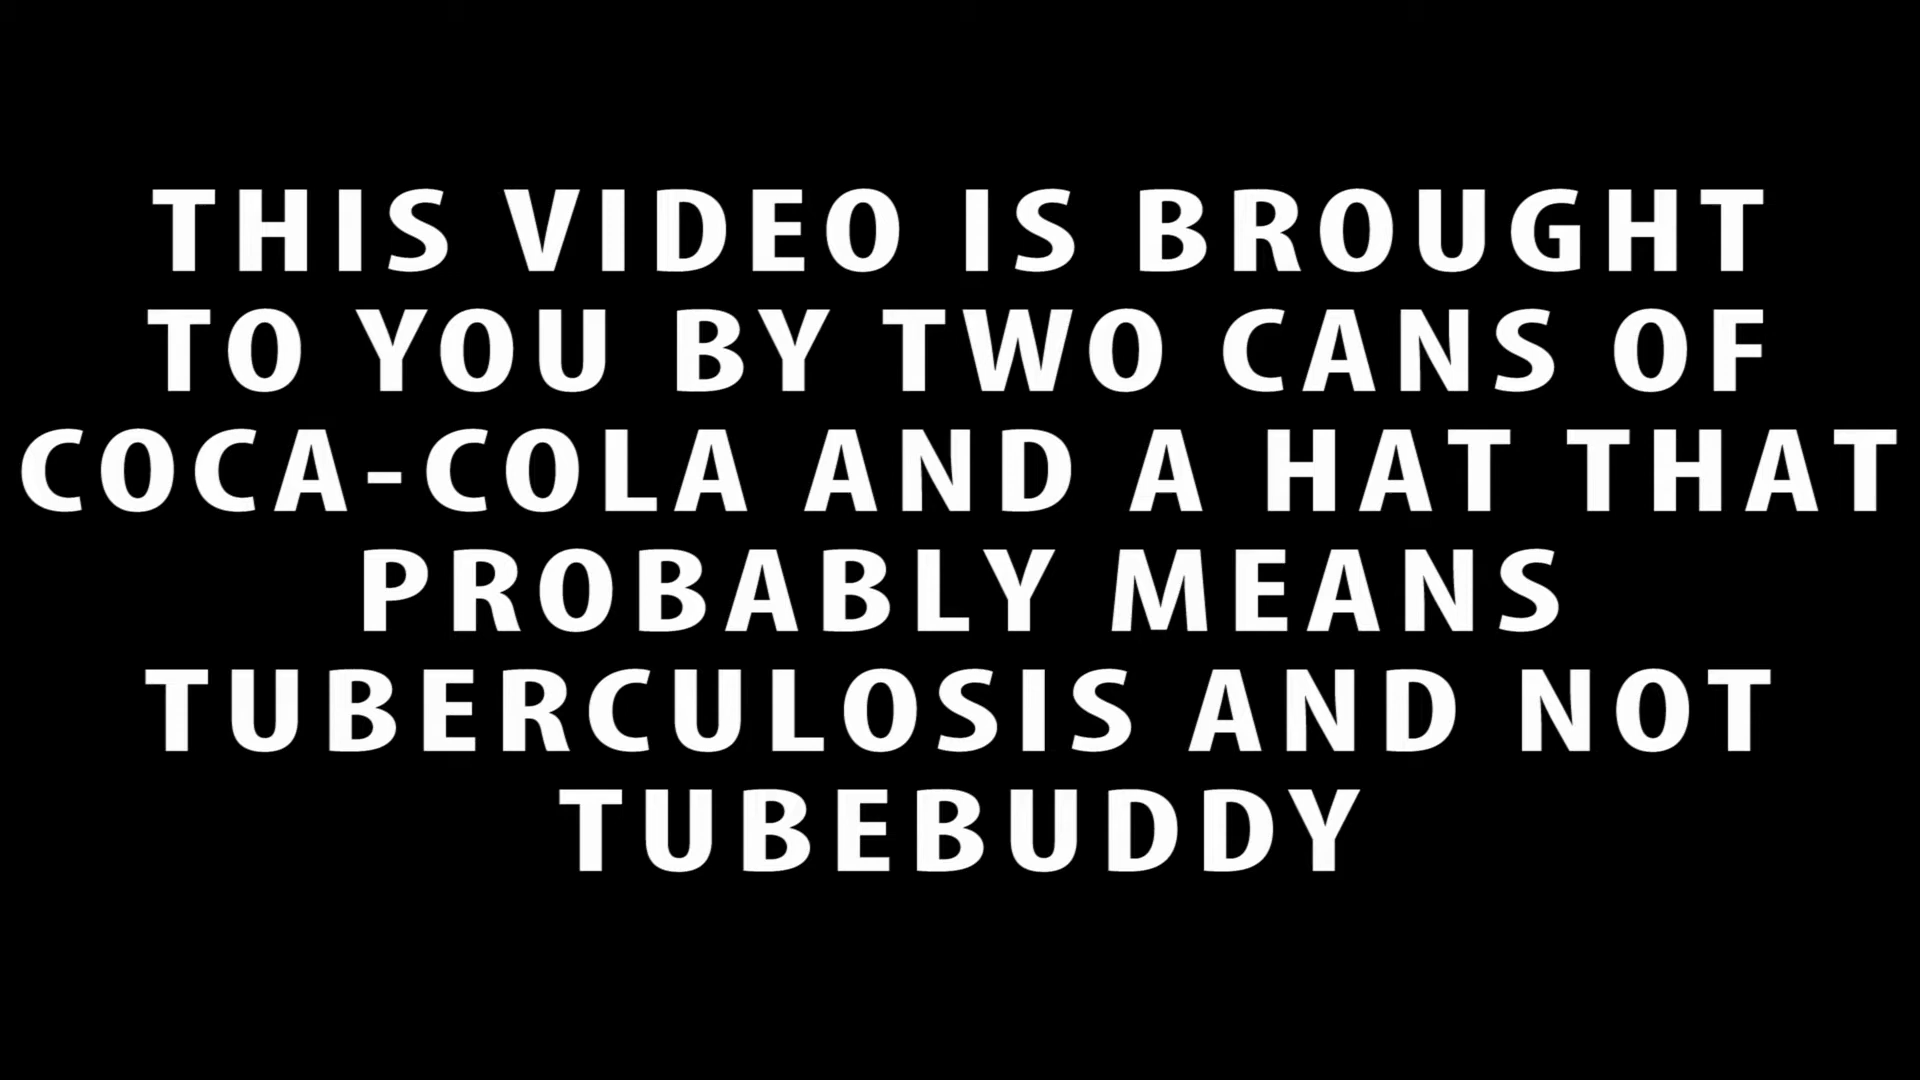 THIS VIDEO IS BROUGHT
TO YOU BY TWO CANS OF
COCA-COLA AND A HAT THAT
PROBABLY MEANS
TUBERCULOSIS AND NOT
TUBEBUDDY